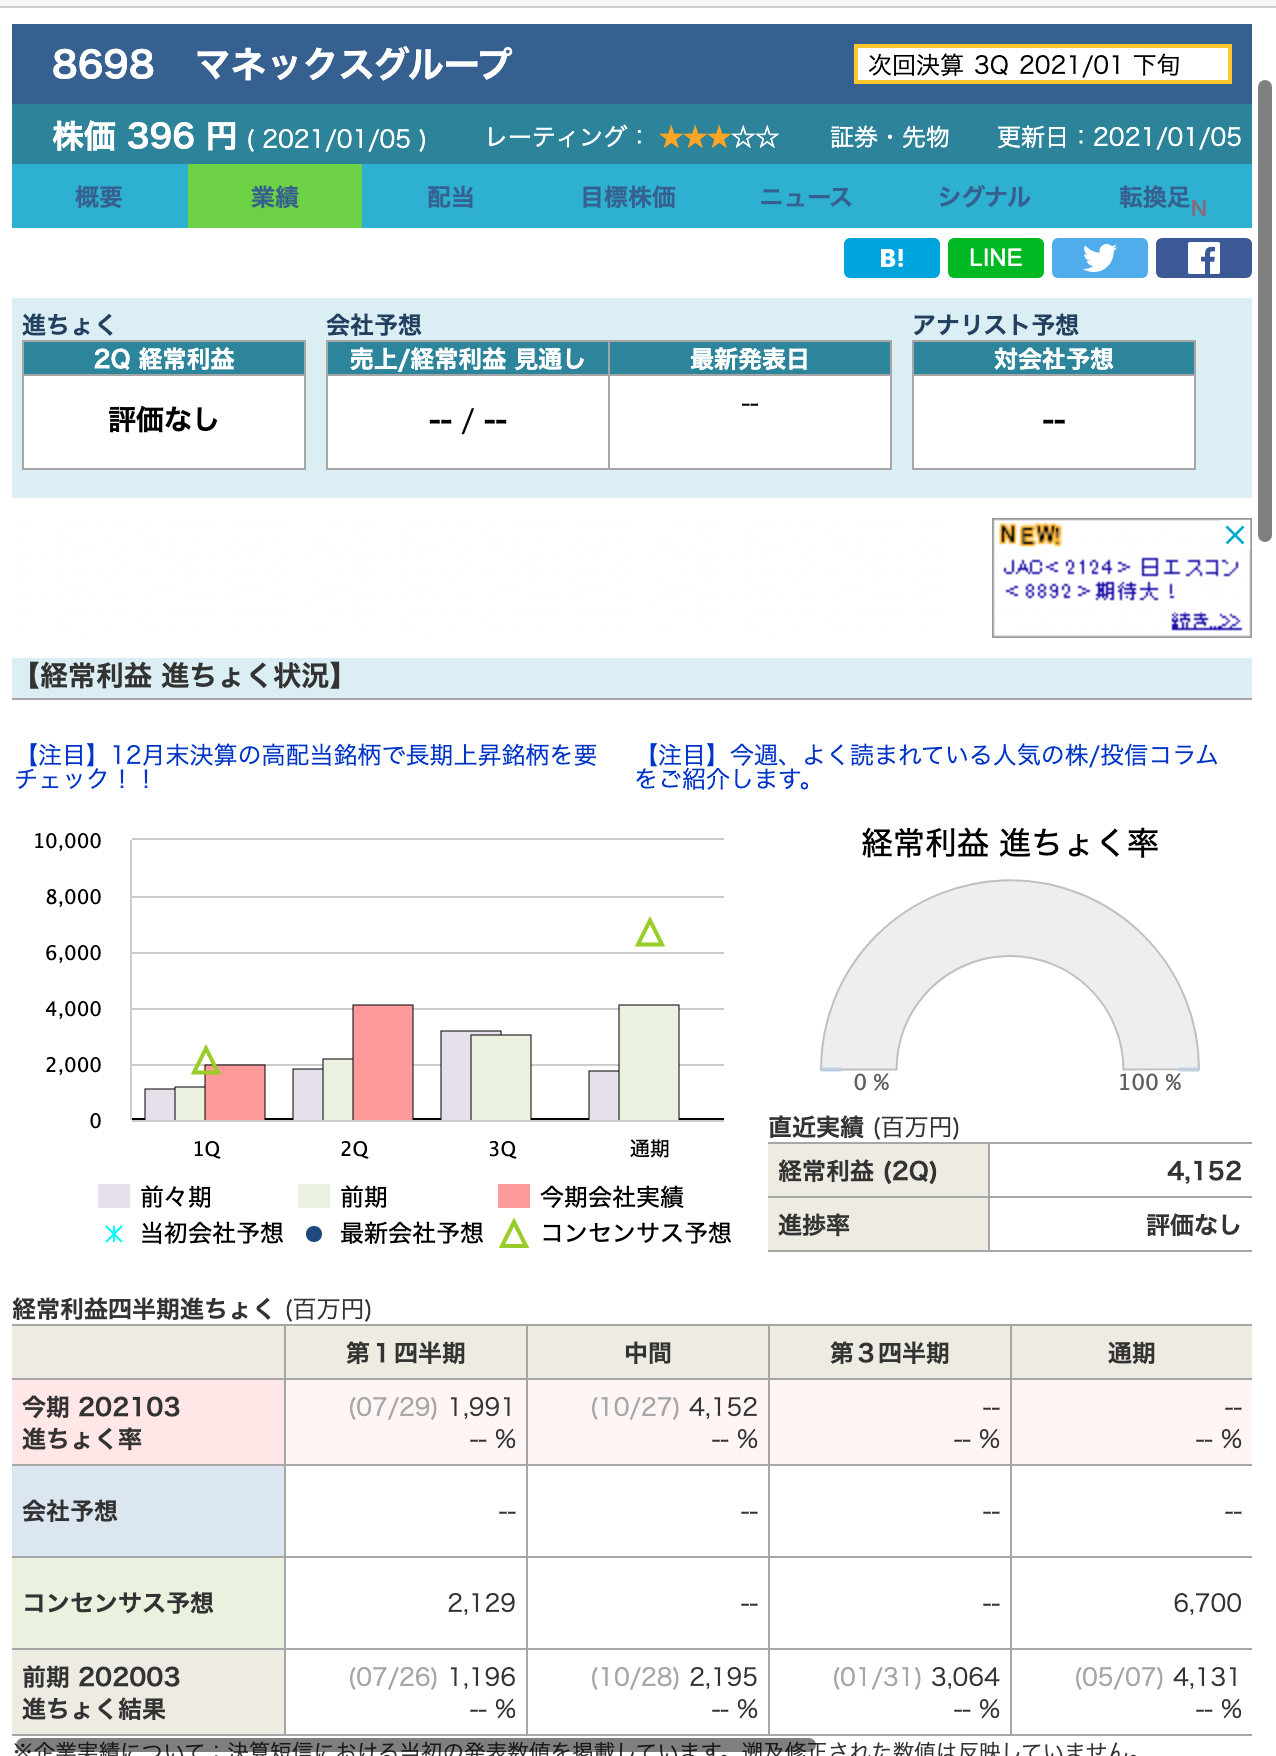 8698 マネックスグループ
次回決算 3Q 2021/01 下旬
株価 396 円 ( 2021/01/05 ) レーティング： ★★★☆☆ 証券・先物 更新日：2021/01/05
概要 業績 配当 目標株価 ニュース シグナル 転換足N
B! LINE
進ちょく 会社予想 アナリスト予想
2Q 経常利益 売上/経常利益 見通し 最新発表日 対会社予想
評価なし -- / -- -- --
NEW!
JAC<2124> 日エスコン
<8892>期待大！
続き..>>
【経常利益 進ちょく状況】
【注目】12月末決算の高配当銘柄で長期上昇銘柄を要
チェック！！
【注目】今週、よく読まれている人気の株/投信コラム
をご紹介します。
10,000
8,000
6,000
4,000
2,000
0
1Q 2Q 3Q 通期
前々期 前期 今期会社実績
当初会社予想 最新会社予想 コンセンサス予想
経常利益 進ちょく率
0 % 100 %
直近実績 (百万円)
経常利益 (2Q) 4,152
進捗率 評価なし
経常利益四半期進ちょく (百万円)
第１四半期 中間 第３四半期 通期
今期 202103 (07/29) 1,991 (10/27) 4,152 -- --
進ちょく率 -- % -- % -- % -- %
会社予想 -- -- -- --
コンセンサス予想 2,129 -- -- 6,700
前期 202003 (07/26) 1,196 (10/28) 2,195 (01/31) 3,064 (05/07) 4,131
進ちょく結果 -- % -- % -- % -- %
※企業実績について：決算短信における当初の発表数値を掲載しています。遡及修正された数値は反映していません。